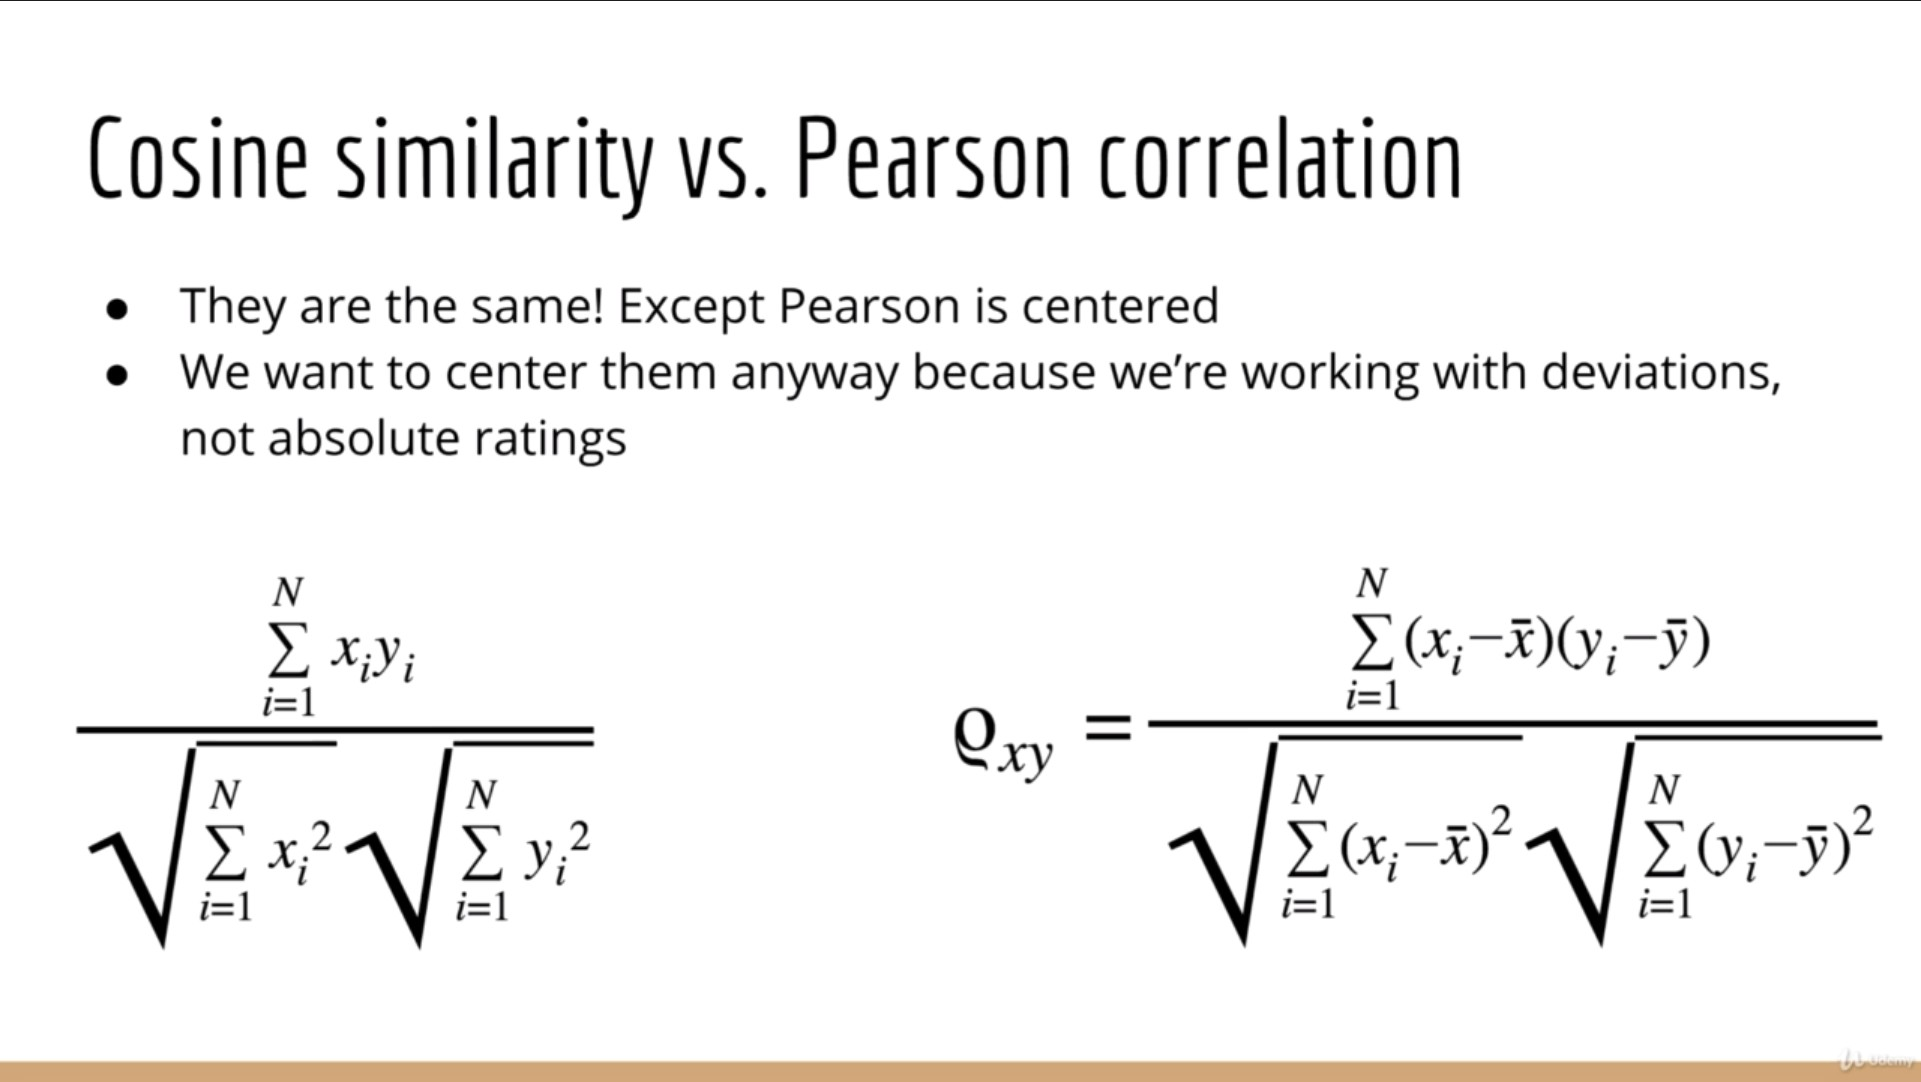 Cosine similarity vs. Pearson correlation
● They are the same! Except Pearson is centered
● We want to center them anyway because we’re working with deviations,
not absolute ratings
N
∑ xᵢyᵢ
i=1
N N
√∑ xᵢ² √∑ yᵢ²
i=1 i=1
N
∑(xᵢ−x̄)(yᵢ−ȳ)
i=1
ϱxy =
N N
√∑(xᵢ−x̄)² √∑(yᵢ−ȳ)²
i=1 i=1
Udemy